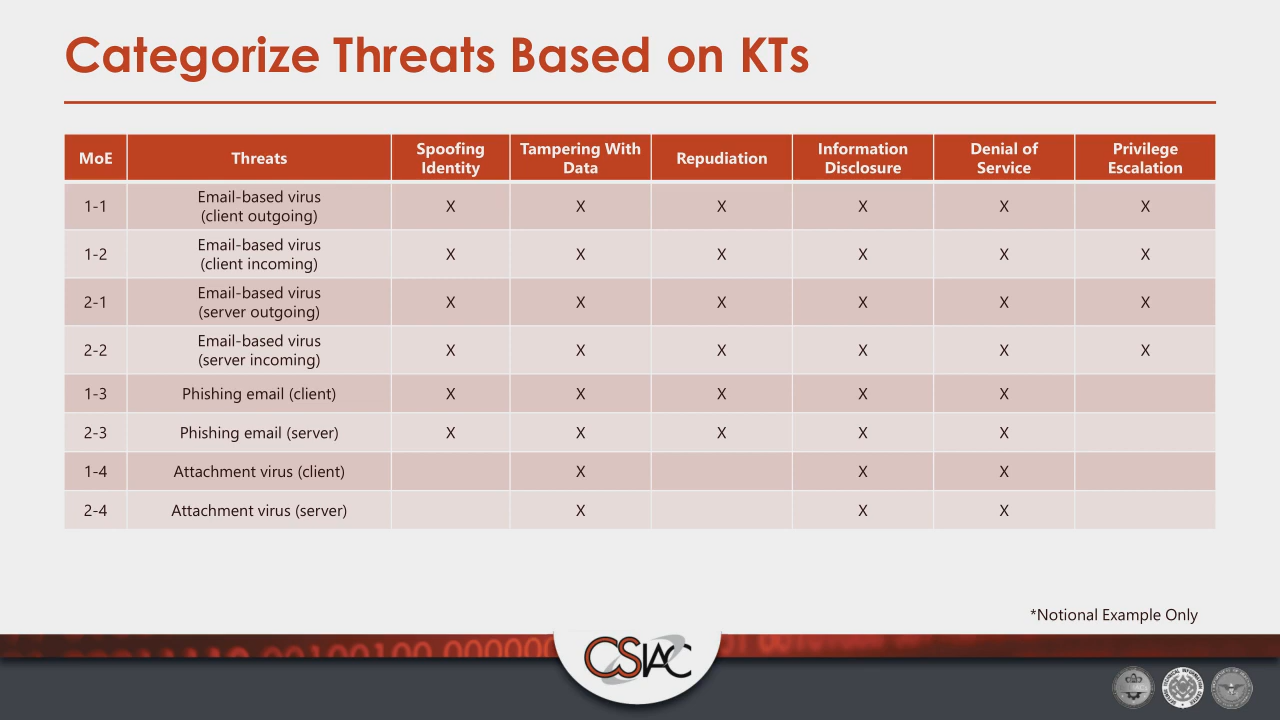 Categorize Threats Based on KTs
MoE Threats Spoofing Identity Tampering With Data Repudiation Information Disclosure Denial of Service Privilege Escalation
1-1 Email-based virus (client outgoing) X X X X X X
1-2 Email-based virus (client incoming) X X X X X X
2-1 Email-based virus (server outgoing) X X X X X X
2-2 Email-based virus (server incoming) X X X X X X
1-3 Phishing email (client) X X X X X
2-3 Phishing email (server) X X X X X
1-4 Attachment virus (client) X X X
2-4 Attachment virus (server) X X X
*Notional Example Only
CSIAC